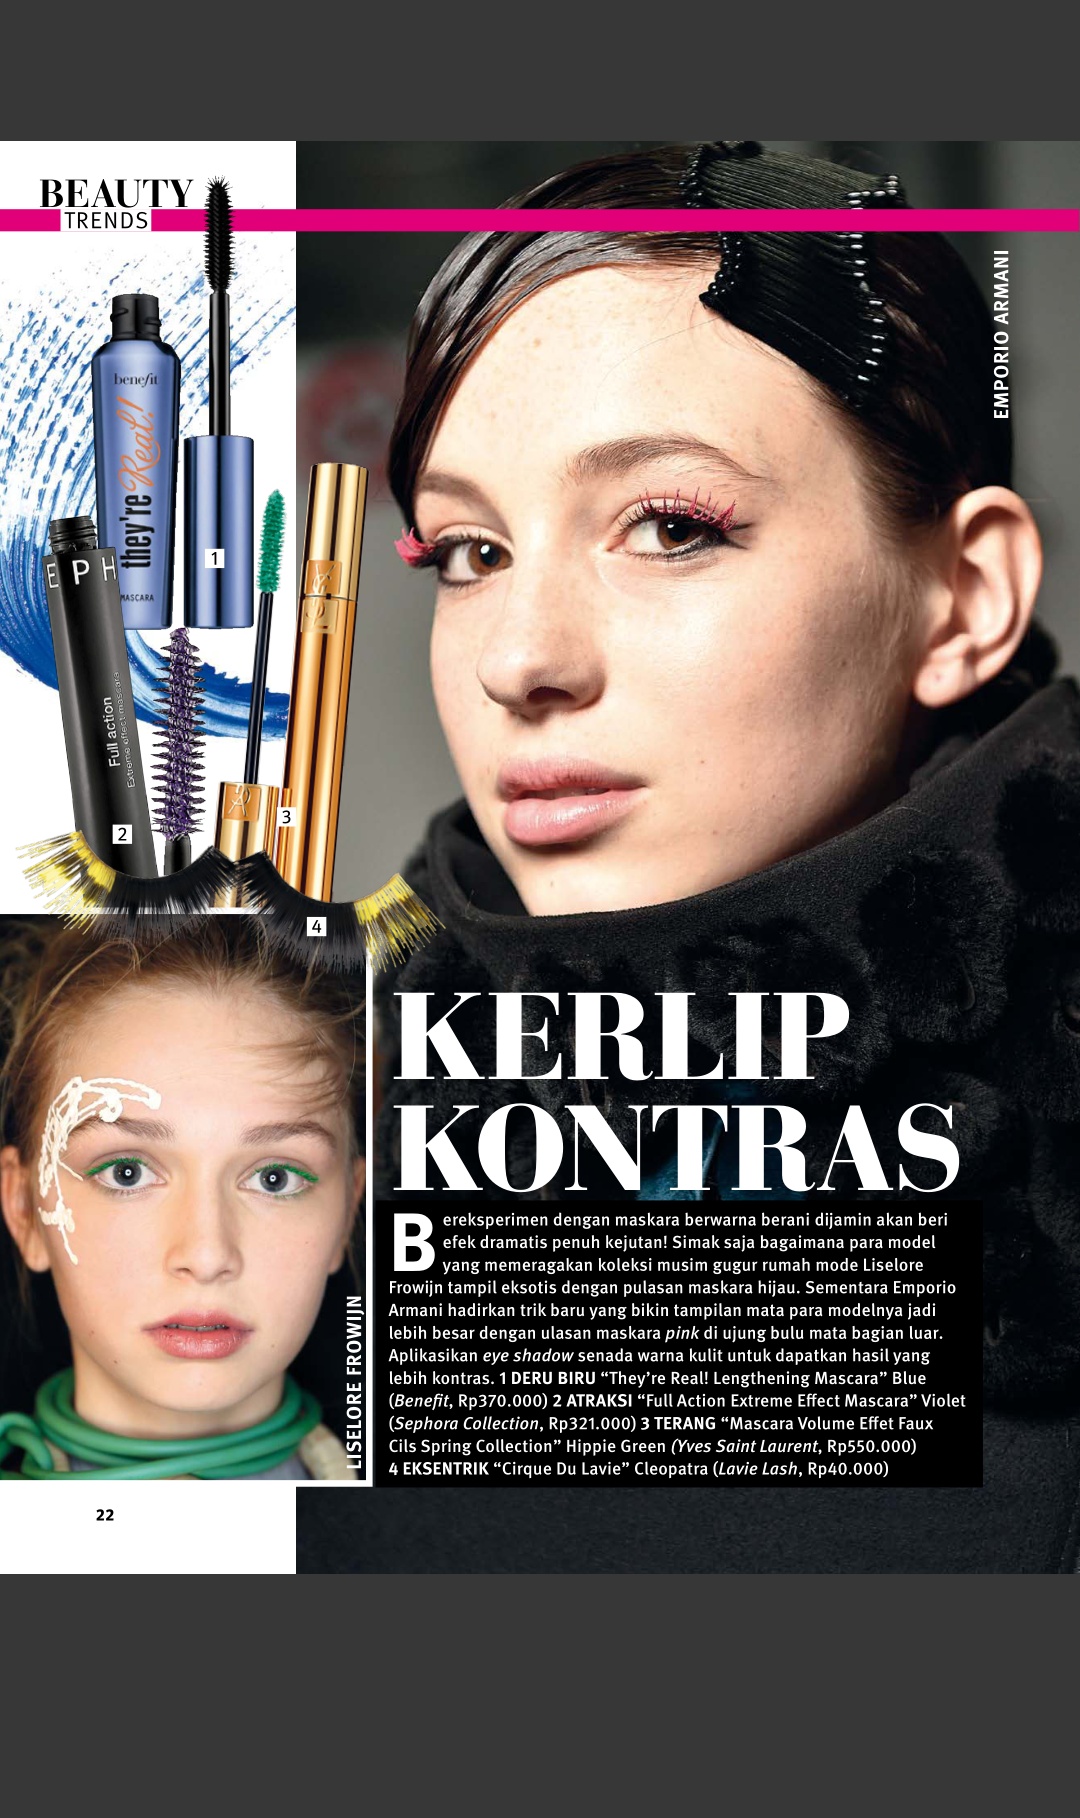 BEAUTY
TRENDS
EMPORIO ARMANI
benefit
they're Real!
MASCARA
1
EPH
Full action
Extreme effect mascara
2
3
4
KERLIP
KONTRAS
Bereksperimen dengan maskara berwarna berani dijamin akan beri
efek dramatis penuh kejutan! Simak saja bagaimana para model
yang memeragakan koleksi musim gugur rumah mode Liselore
Frowijn tampil eksotis dengan pulasan maskara hijau. Sementara Emporio
Armani hadirkan trik baru yang bikin tampilan mata para modelnya jadi
lebih besar dengan ulasan maskara pink di ujung bulu mata bagian luar.
Aplikasikan eye shadow senada warna kulit untuk dapatkan hasil yang
lebih kontras. 1 DERU BIRU “They’re Real! Lengthening Mascara” Blue
(Benefit, Rp370.000) 2 ATRAKSI “Full Action Extreme Effect Mascara” Violet
(Sephora Collection, Rp321.000) 3 TERANG “Mascara Volume Effet Faux
Cils Spring Collection” Hippie Green (Yves Saint Laurent, Rp550.000)
4 EKSENTRIK “Cirque Du Lavie” Cleopatra (Lavie Lash, Rp40.000)
LISELORE FROWIJN
22